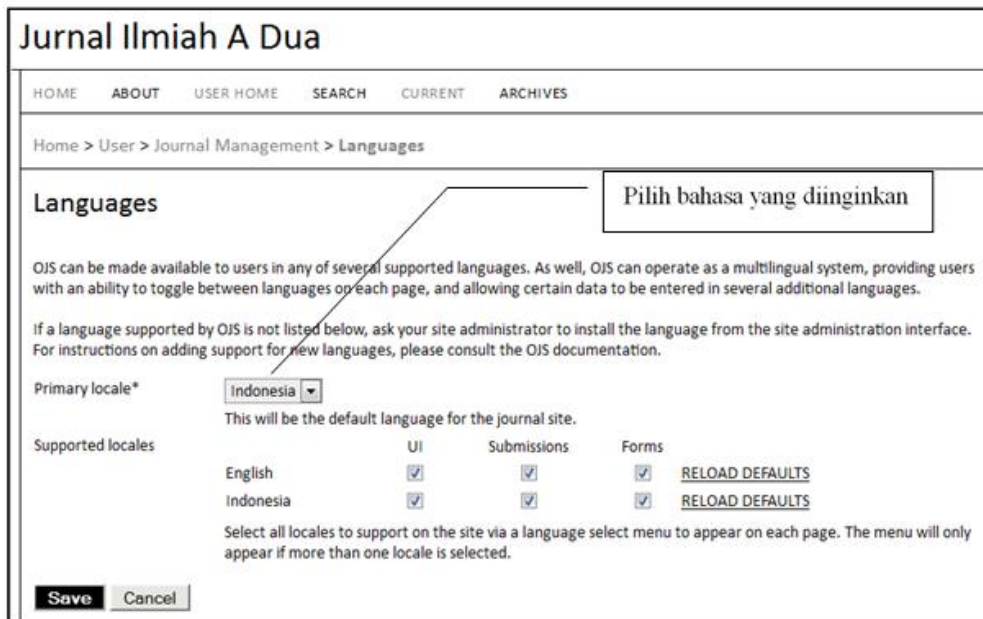 Jurnal Ilmiah A Dua
HOME ABOUT USER HOME SEARCH CURRENT ARCHIVES
Home > User > Journal Management > Languages
Pilih bahasa yang diinginkan
Languages
OJS can be made available to users in any of several supported languages. As well, OJS can operate as a multilingual system, providing users
with an ability to toggle between languages on each page, and allowing certain data to be entered in several additional languages.
If a language supported by OJS is not listed below, ask your site administrator to install the language from the site administration interface.
For instructions on adding support for new languages, please consult the OJS documentation.
Primary locale* Indonesia
This will be the default language for the journal site.
Supported locales UI Submissions Forms
English RELOAD DEFAULTS
Indonesia RELOAD DEFAULTS
Select all locales to support on the site via a language select menu to appear on each page. The menu will only
appear if more than one locale is selected.
Save Cancel